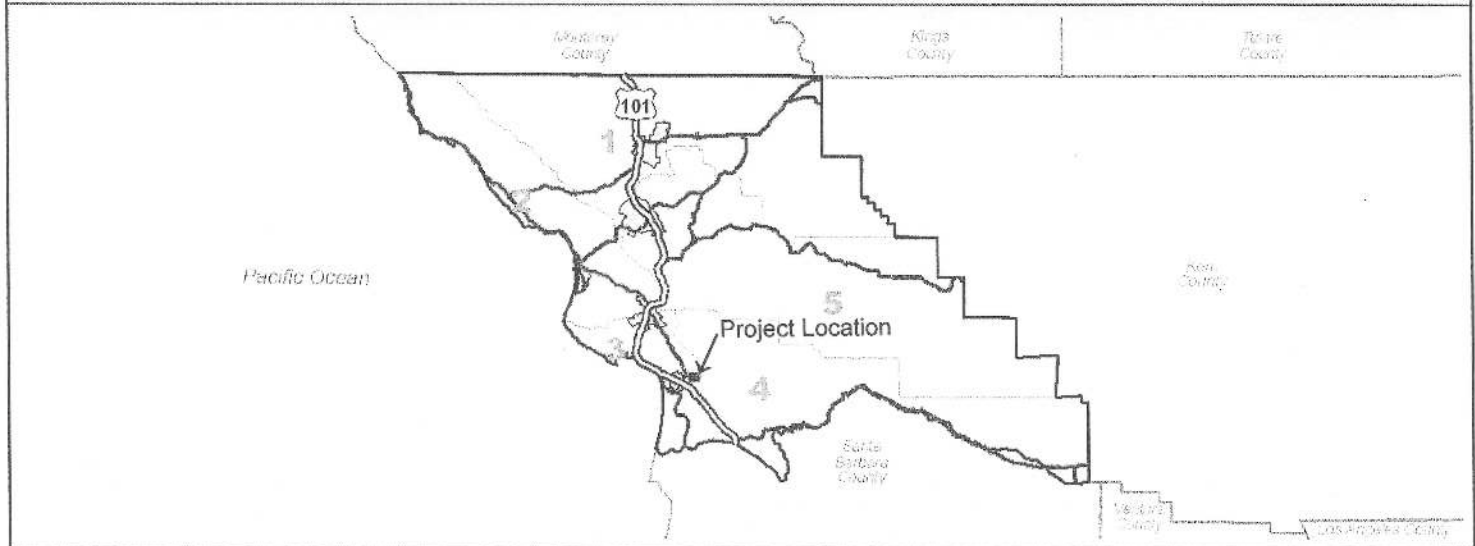 Monterey
County
Kings
County
Tulare
County
101
1
2
Pacific Ocean
Kern
County
5
Project Location
3
4
Santa
Barbara
County
Ventura
County
Los Angeles County